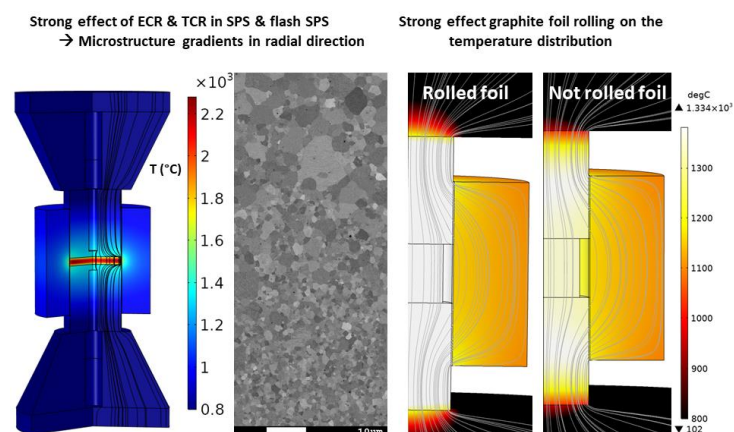 Strong effect of ECR & TCR in SPS & flash SPS
→ Microstructure gradients in radial direction
Strong effect graphite foil rolling on the
temperature distribution
×10³
2.2
2
T (°C)
1.8
1.6
1.4
1.2
1
0.8
Rolled foil
Not rolled foil
degC
▲ 1.334×10³
1300
1200
1100
1000
900
800
▼ 102